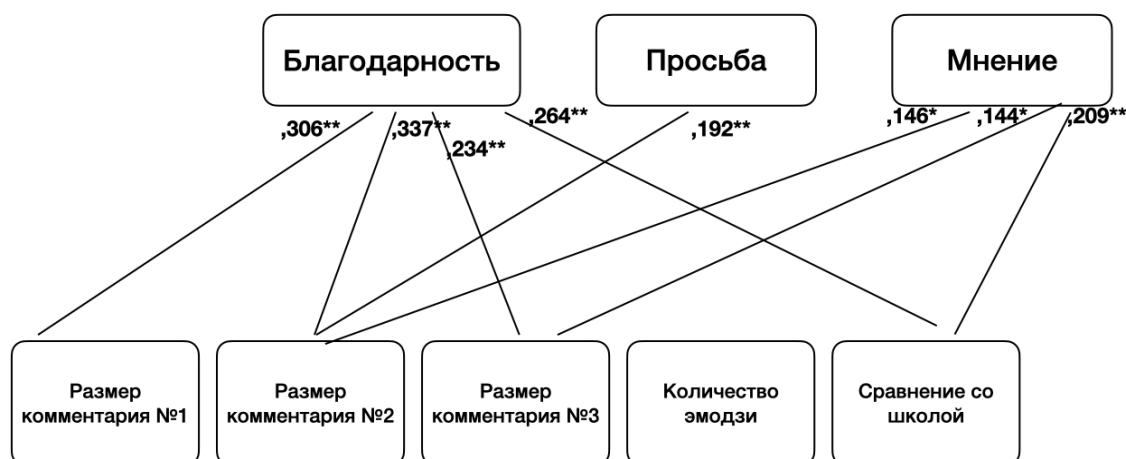 Благодарность
Просьба
Мнение
,306**
,337**
,234**
,264**
,192**
,146*
,144*
,209**
Размер
комментария №1
Размер
комментария №2
Размер
комментария №3
Количество
эмодзи
Сравнение со
школой